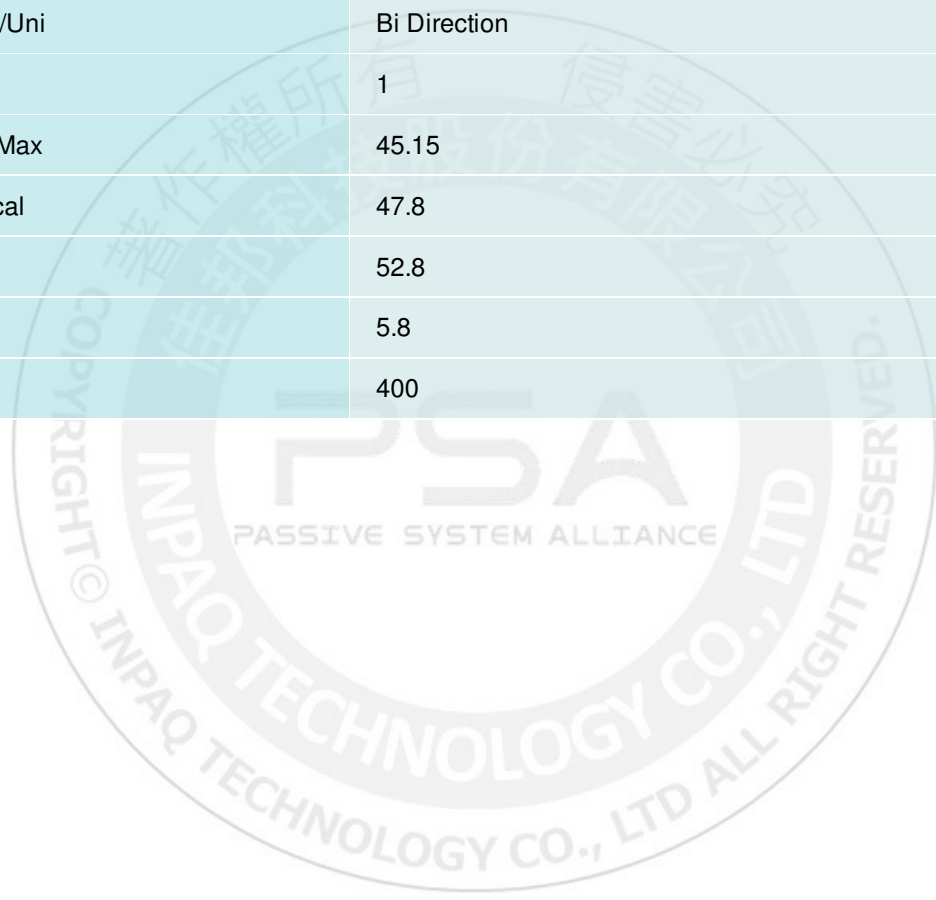 /Uni Bi Direction
1
Max 45.15
cal 47.8
52.8
5.8
400
著作權所有 侵害必究
佳邦科技股份有限公司
PSA
PASSIVE SYSTEM ALLIANCE
INPAQ TECHNOLOGY CO., LTD
COPYRIGHT © INPAQ TECHNOLOGY CO., LTD ALL RIGHT RESERVED.